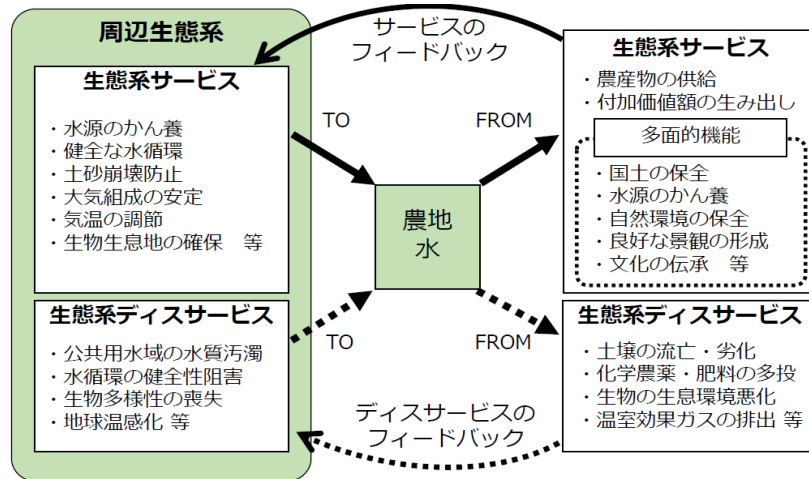 周辺生態系
生態系サービス
・水源のかん養
・健全な水循環
・土砂崩壊防止
・大気組成の安定
・気温の調節
・生物生息地の確保　等
生態系ディスサービス
・公共用水域の水質汚濁
・水循環の健全性阻害
・生物多様性の喪失
・地球温感化 等
サービスの
フィードバック
TO
FROM
農地
水
TO
FROM
ディスサービスの
フィードバック
生態系サービス
・農産物の供給
・付加価値額の生み出し
多面的機能
・国土の保全
・水源のかん養
・自然環境の保全
・良好な景観の形成
・文化の伝承　等
生態系ディスサービス
・土壌の流亡・劣化
・化学農薬・肥料の多投
・生物の生息環境悪化
・温室効果ガスの排出 等